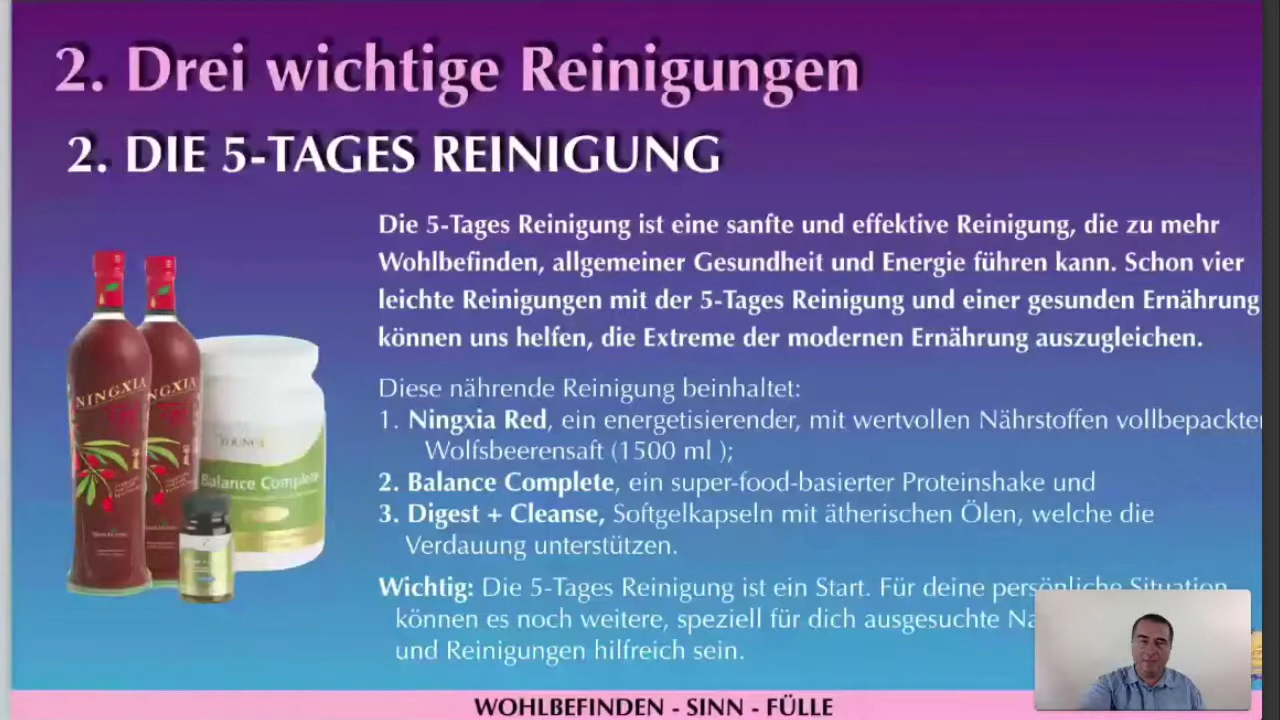 2. Drei wichtige Reinigungen
2. DIE 5-TAGES REINIGUNG
Die 5-Tages Reinigung ist eine sanfte und effektive Reinigung, die zu mehr
Wohlbefinden, allgemeiner Gesundheit und Energie führen kann. Schon vier
leichte Reinigungen mit der 5-Tages Reinigung und einer gesunden Ernährung
können uns helfen, die Extreme der modernen Ernährung auszugleichen.
Diese nährende Reinigung beinhaltet:
1. Ningxia Red, ein energetisierender, mit wertvollen Nährstoffen vollbepackter
Wolfsbeerensaft (1500 ml );
2. Balance Complete, ein super-food-basierter Proteinshake und
3. Digest + Cleanse, Softgelkapseln mit ätherischen Ölen, welche die
Verdauung unterstützen.
Wichtig: Die 5-Tages Reinigung ist ein Start. Für deine persönliche Situation
können es noch weitere, speziell für dich ausgesuchte
und Reinigungen hilfreich sein.
NINGXIA
Balance Complete
WOHLBEFINDEN - SINN - FÜLLE